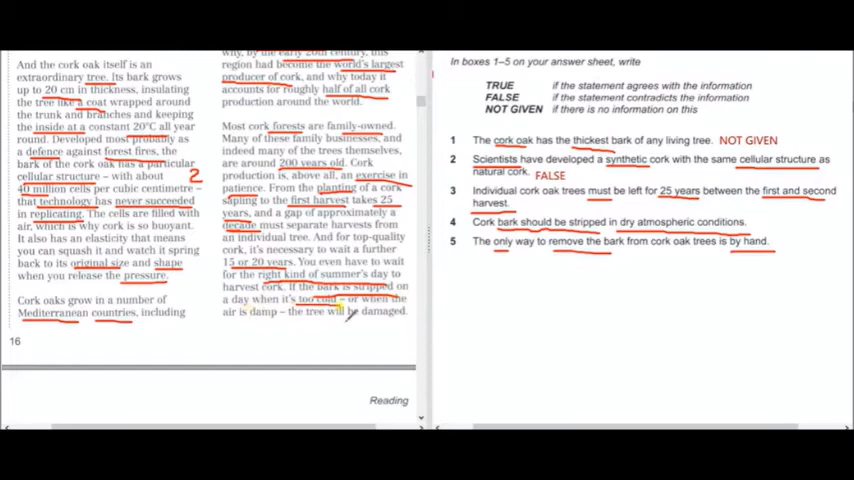 And the cork oak itself is an
extraordinary tree. Its bark grows
up to 20 cm in thickness, insulating
the tree like a coat wrapped around
the trunk and branches and keeping
the inside at a constant 20°C all year
round. Developed most probably as
a defence against forest fires, the
bark of the cork oak has a particular
cellular structure – with about
40 million cells per cubic centimetre –
that technology has never succeeded
in replicating. The cells are filled with
air, which is why cork is so buoyant.
It also has an elasticity that means
you can squash it and watch it spring
back to its original size and shape
when you release the pressure.
Cork oaks grow in a number of
Mediterranean countries, including
16
2
why, by the early 20th century, this
region had become the world's largest
producer of cork, and why today it
accounts for roughly half of all cork
production around the world.
Most cork forests are family-owned.
Many of these family businesses, and
indeed many of the trees themselves,
are around 200 years old. Cork
production is, above all, an exercise in
patience. From the planting of a cork
sapling to the first harvest takes 25
years, and a gap of approximately a
decade must separate harvests from
an individual tree. And for top-quality
cork, it's necessary to wait a further
15 or 20 years. You even have to wait
for the right kind of summer's day to
harvest cork. If the bark is stripped on
a day when it's too cold – or when the
air is damp – the tree will be damaged.
Reading
In boxes 1–5 on your answer sheet, write
TRUE if the statement agrees with the information
FALSE if the statement contradicts the information
NOT GIVEN if there is no information on this
1 The cork oak has the thickest bark of any living tree. NOT GIVEN
2 Scientists have developed a synthetic cork with the same cellular structure as
natural cork. FALSE
3 Individual cork oak trees must be left for 25 years between the first and second
harvest.
4 Cork bark should be stripped in dry atmospheric conditions.
5 The only way to remove the bark from cork oak trees is by hand.